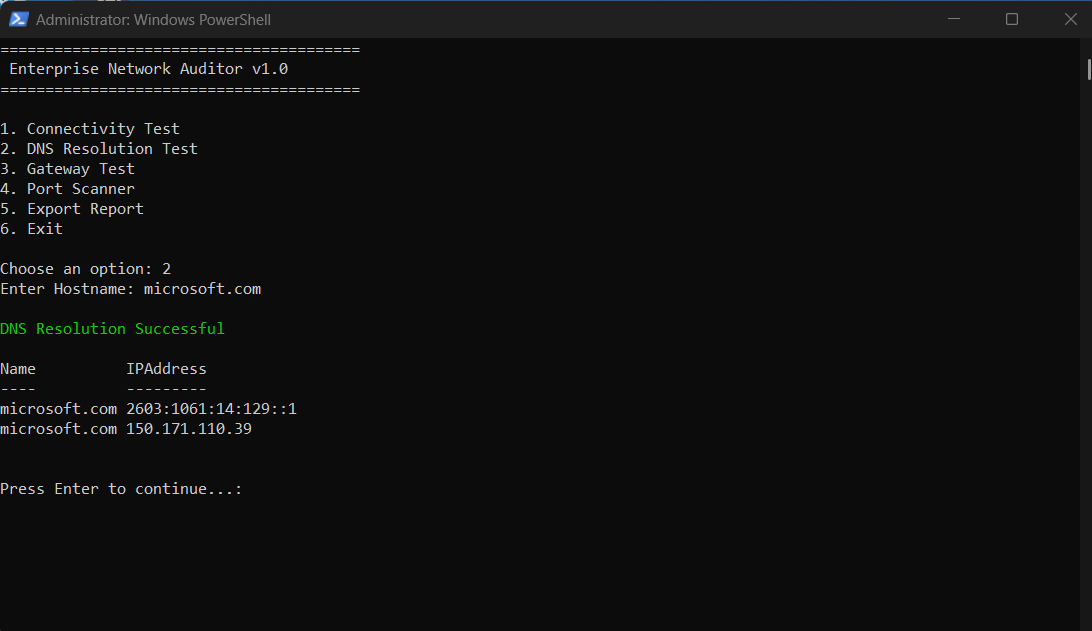 Administrator: Windows PowerShell
========================================
Enterprise Network Auditor v1.0
========================================
1. Connectivity Test
2. DNS Resolution Test
3. Gateway Test
4. Port Scanner
5. Export Report
6. Exit
Choose an option: 2
Enter Hostname: microsoft.com
DNS Resolution Successful
Name          IPAddress
----          ---------
microsoft.com 2603:1061:14:129::1
microsoft.com 150.171.110.39
Press Enter to continue...: